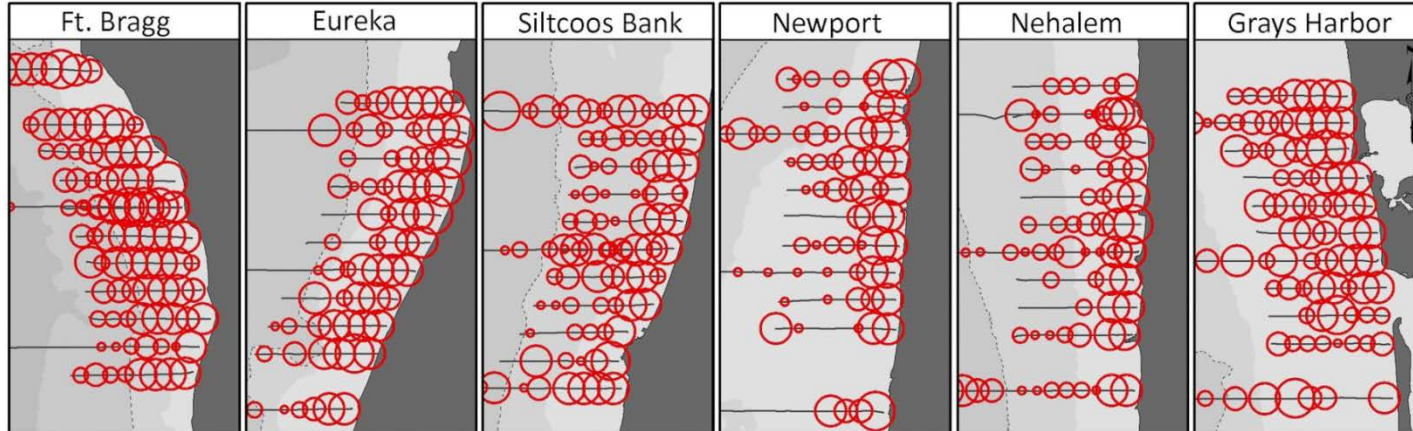 Ft. Bragg
Eureka
Siltcoos Bank
Newport
Nehalem
Grays Harbor